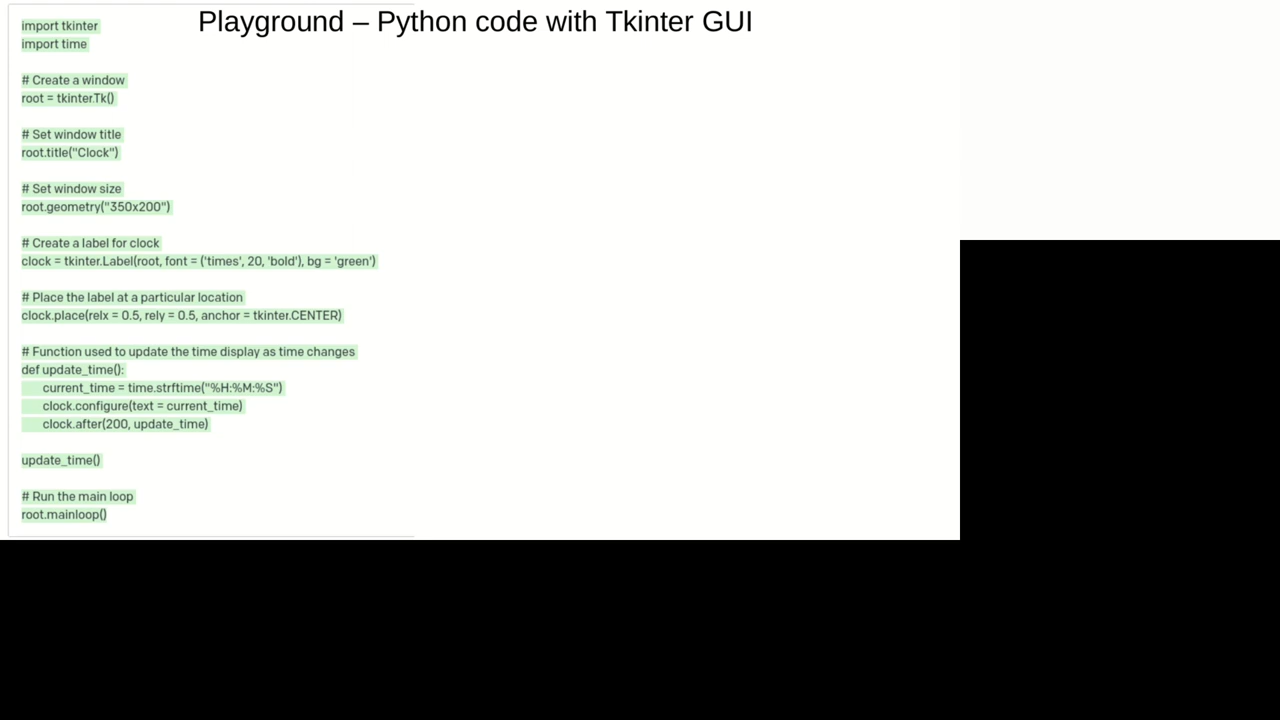 Playground – Python code with Tkinter GUI
import tkinter
import time
# Create a window
root = tkinter.Tk()
# Set window title
root.title("Clock")
# Set window size
root.geometry("350x200")
# Create a label for clock
clock = tkinter.Label(root, font = ('times', 20, 'bold'), bg = 'green')
# Place the label at a particular location
clock.place(relx = 0.5, rely = 0.5, anchor = tkinter.CENTER)
# Function used to update the time display as time changes
def update_time():
      current_time = time.strftime("%H:%M:%S")
      clock.configure(text = current_time)
      clock.after(200, update_time)
update_time()
# Run the main loop
root.mainloop()